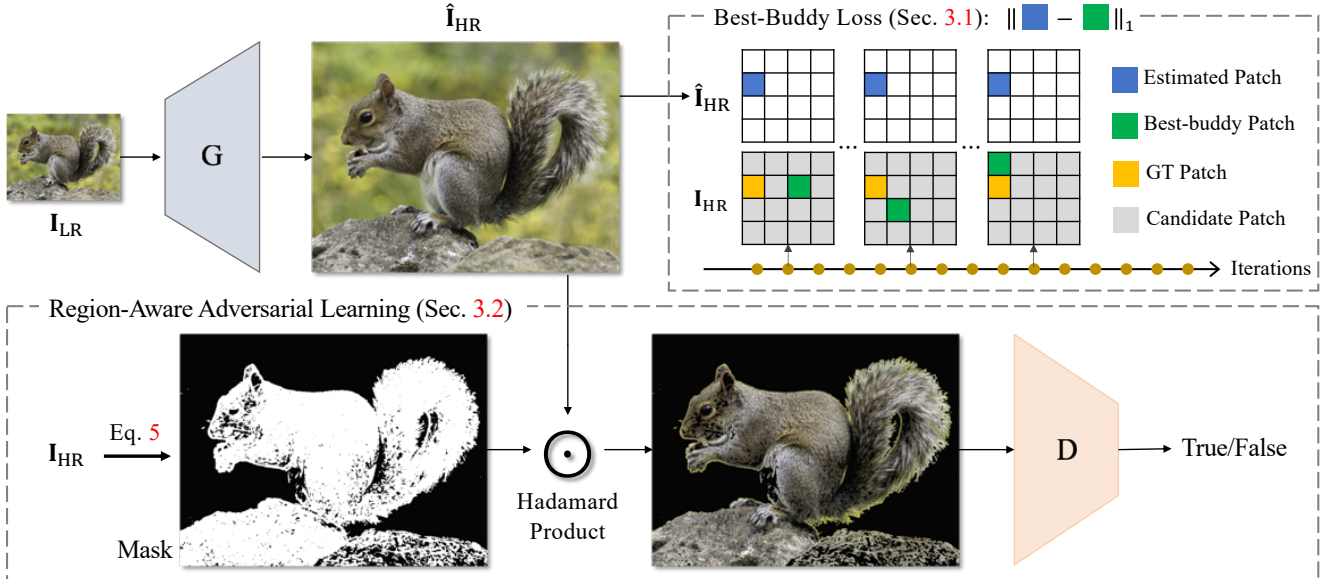 Î_HR
Best-Buddy Loss (Sec. 3.1): ‖ − ‖₁
G
I_LR
Î_HR
Estimated Patch
Best-buddy Patch
...
...
I_HR
GT Patch
Candidate Patch
Iterations
Region-Aware Adversarial Learning (Sec. 3.2)
I_HR
Eq. 5
Mask
Hadamard
Product
D
True/False